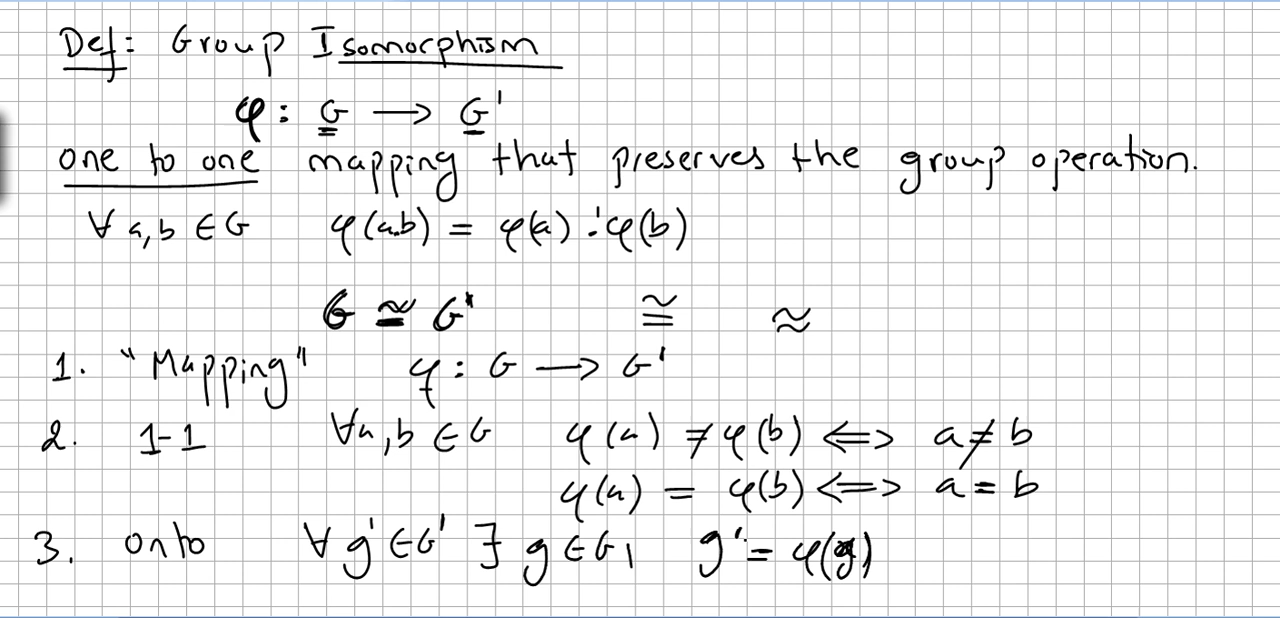 Def: Group Isomorphism
φ: G → G'
one to one mapping that preserves the group operation.
∀ a,b ∈ G φ(a.b) = φ(a) .' φ(b)
G ≅ G' ≅ ≈
1. "Mapping" φ: G → G'
2. 1-1 ∀a,b ∈ G φ(a) ≠ φ(b) ⟺ a ≠ b
φ(a) = φ(b) ⟺ a = b
3. onto ∀ g' ∈ G' ∃ g ∈ G, g' = φ(g)